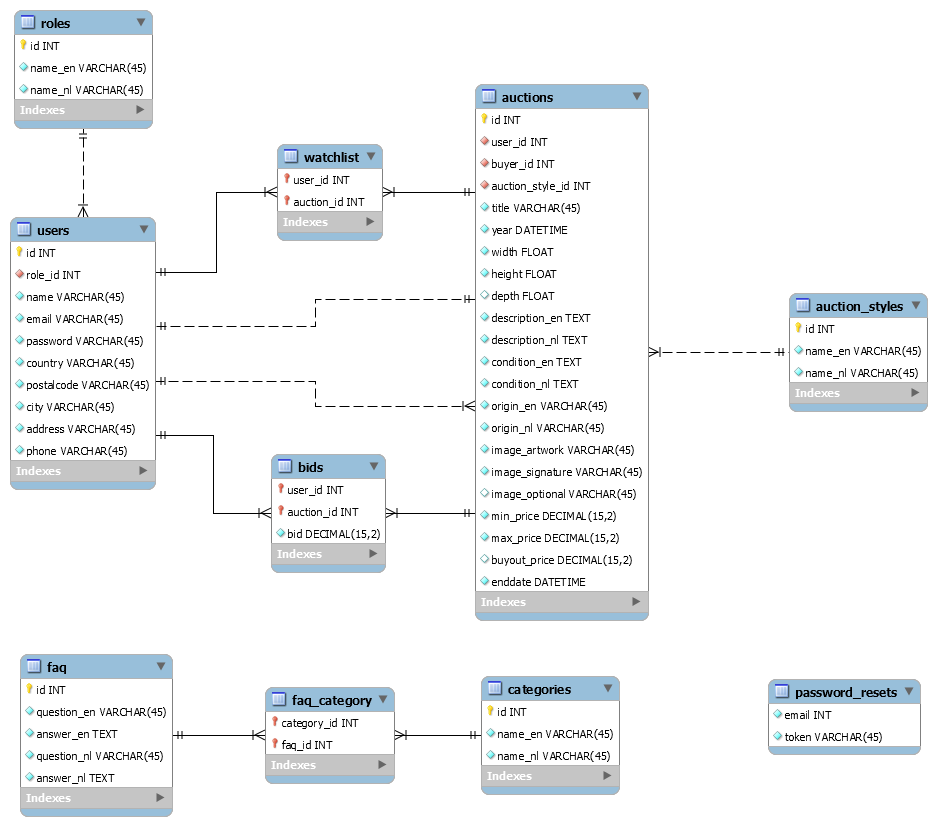 roles
id INT
name_en VARCHAR(45)
name_nl VARCHAR(45)
Indexes
users
id INT
role_id INT
name VARCHAR(45)
email VARCHAR(45)
password VARCHAR(45)
country VARCHAR(45)
postalcode VARCHAR(45)
city VARCHAR(45)
address VARCHAR(45)
phone VARCHAR(45)
Indexes
watchlist
user_id INT
auction_id INT
Indexes
bids
user_id INT
auction_id INT
bid DECIMAL(15,2)
Indexes
auctions
id INT
user_id INT
buyer_id INT
auction_style_id INT
title VARCHAR(45)
year DATETIME
width FLOAT
height FLOAT
depth FLOAT
description_en TEXT
description_nl TEXT
condition_en TEXT
condition_nl TEXT
origin_en VARCHAR(45)
origin_nl VARCHAR(45)
image_artwork VARCHAR(45)
image_signature VARCHAR(45)
image_optional VARCHAR(45)
min_price DECIMAL(15,2)
max_price DECIMAL(15,2)
buyout_price DECIMAL(15,2)
enddate DATETIME
Indexes
auction_styles
id INT
name_en VARCHAR(45)
name_nl VARCHAR(45)
Indexes
faq
id INT
question_en VARCHAR(45)
answer_en TEXT
question_nl VARCHAR(45)
answer_nl TEXT
Indexes
faq_category
category_id INT
faq_id INT
Indexes
categories
id INT
name_en VARCHAR(45)
name_nl VARCHAR(45)
Indexes
password_resets
email INT
token VARCHAR(45)